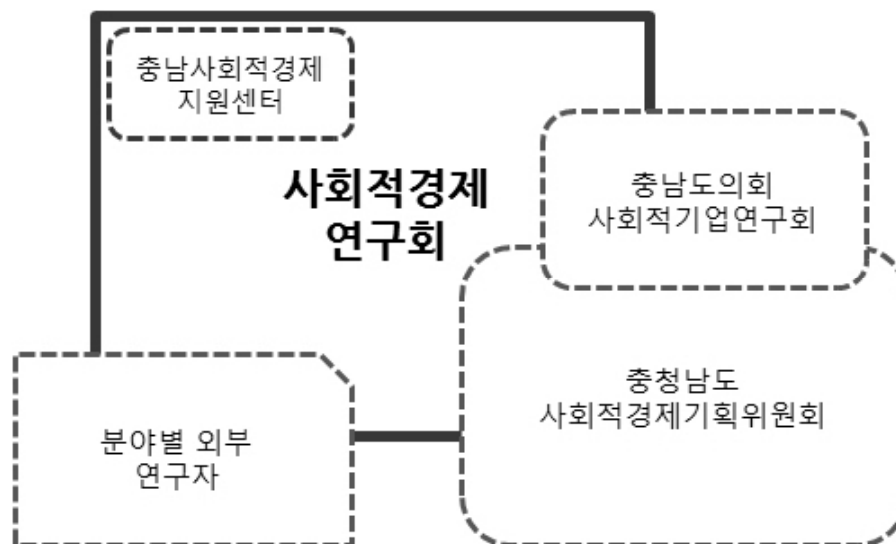 충남사회적경제
지원센터
사회적경제
연구회
충남도의회
사회적기업연구회
충청남도
사회적경제기획위원회
분야별 외부
연구자